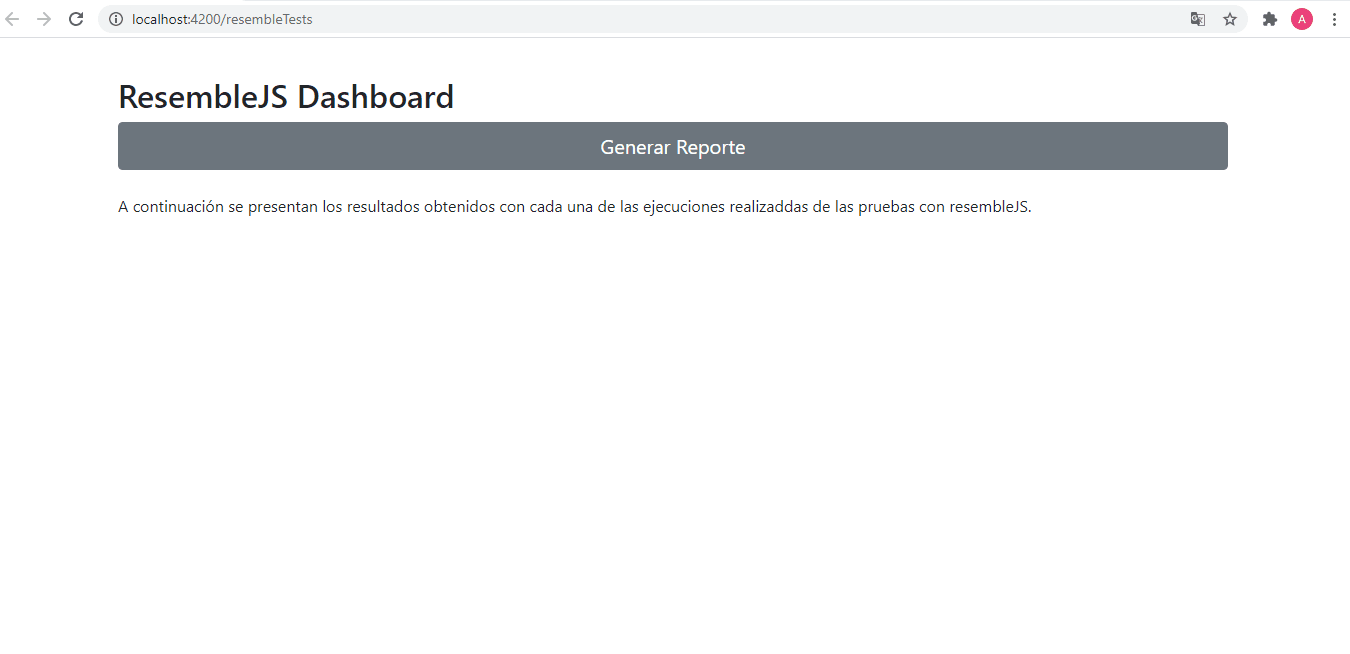 localhost:4200/resembleTests
A
ResembleJS Dashboard
Generar Reporte
A continuación se presentan los resultados obtenidos con cada una de las ejecuciones realizaddas de las pruebas con resembleJS.